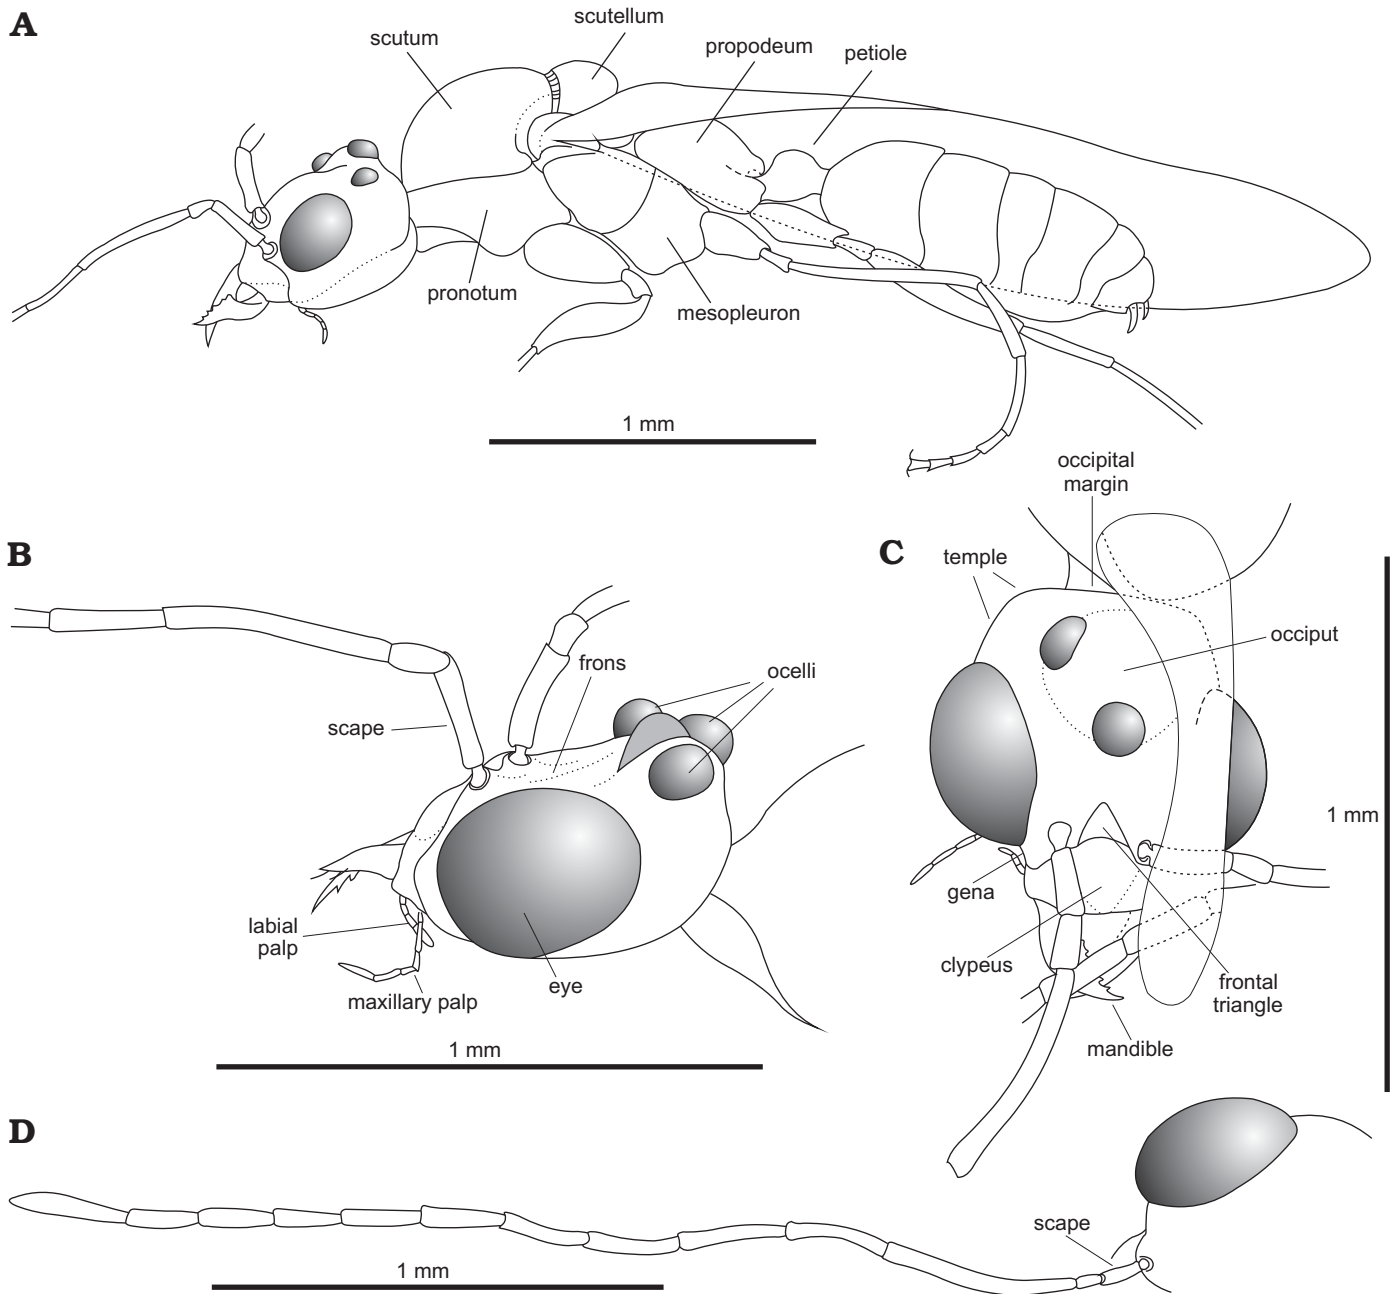 A
scutum
scutellum
propodeum
petiole
pronotum
mesopleuron
1 mm
B
scape
frons
ocelli
labial
palp
maxillary palp
eye
1 mm
C
occipital
margin
temple
occiput
1 mm
gena
clypeus
frontal
triangle
mandible
D
scape
1 mm